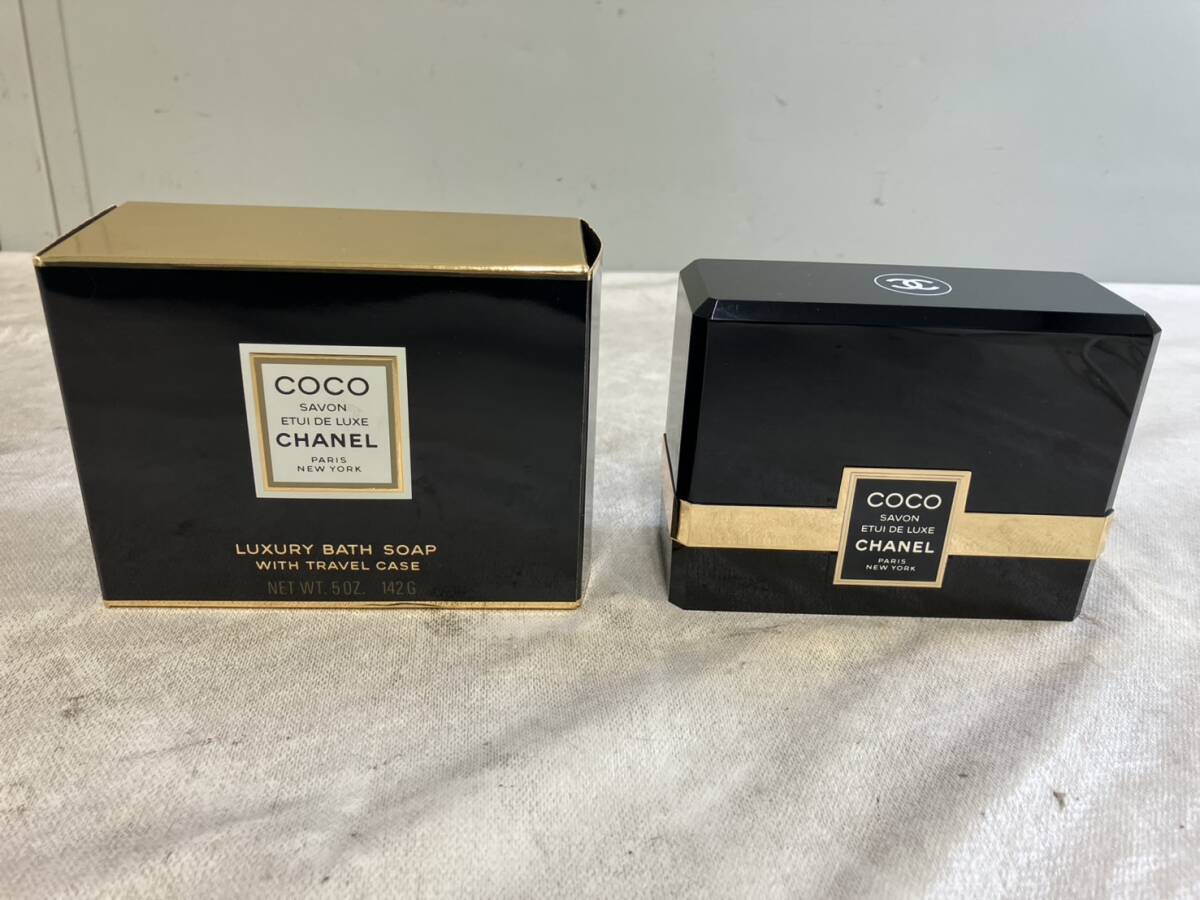 COCO
SAVON
ETUI DE LUXE
CHANEL
PARIS
NEW YORK
LUXURY BATH SOAP
WITH TRAVEL CASE
NET WT. 5 OZ. 142 G
COCO
SAVON
ETUI DE LUXE
CHANEL
PARIS
NEW YORK